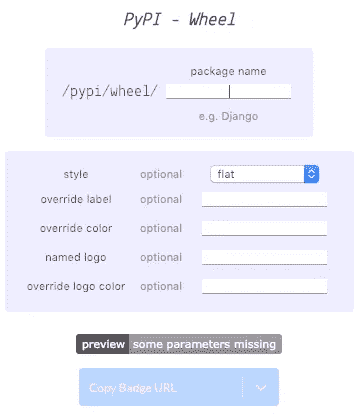 PyPI - Wheel
package name
/pypi/wheel/
e.g. Django
style optional flat
override label optional
override color optional
named logo optional
override logo color optional
preview some parameters missing
Copy Badge URL